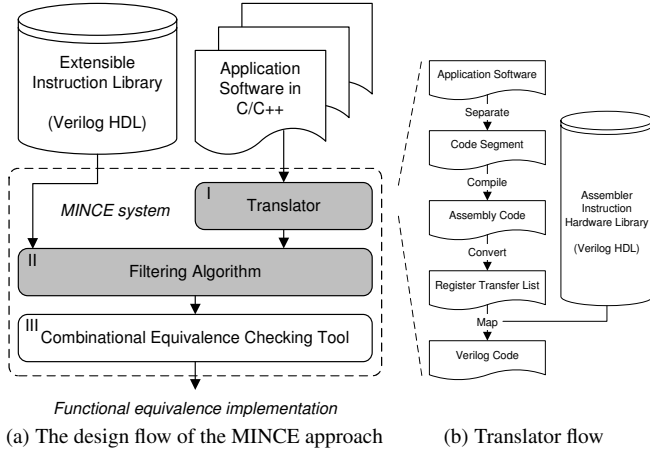 Extensible
Instruction Library
(Verilog HDL)
Application
Software in
C/C++
MINCE system
I
Translator
II
Filtering Algorithm
III
Combinational Equivalence Checking Tool
Functional equivalence implementation
(a) The design flow of the MINCE approach
Application Software
Separate
Code Segment
Compile
Assembly Code
Convert
Register Transfer List
Map
Verilog Code
Assembler
Instruction
Hardware Library
(Verilog HDL)
(b) Translator flow